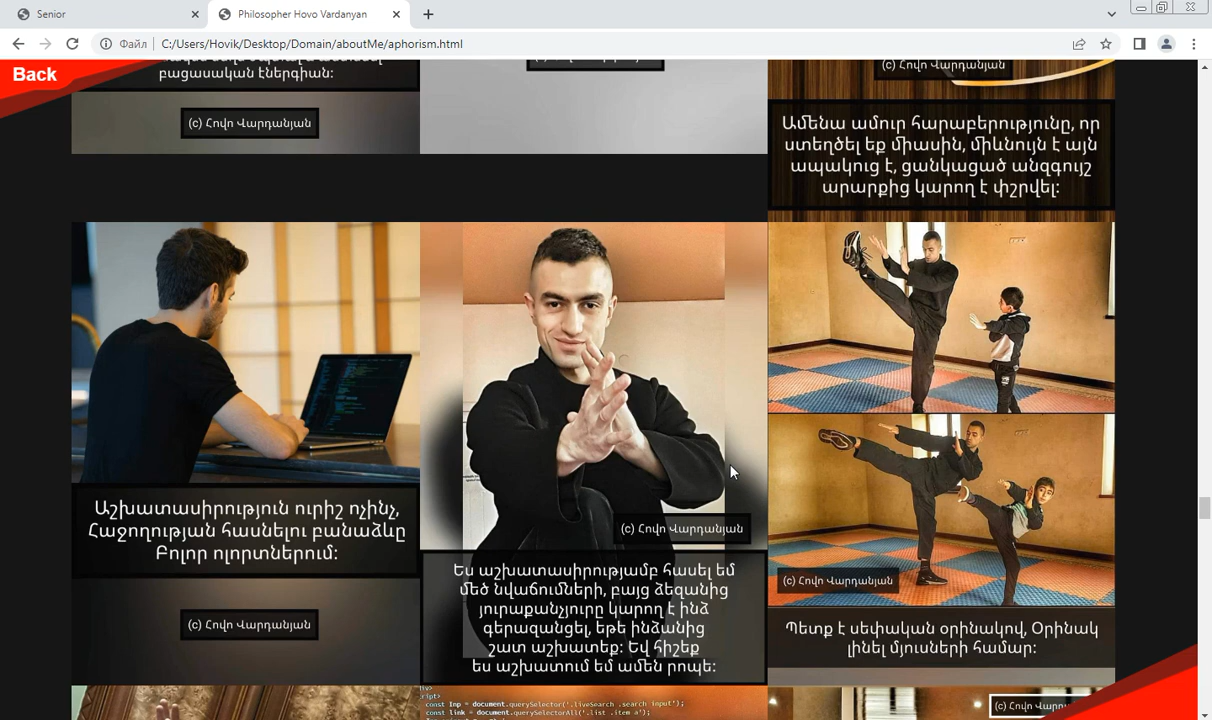 Senior
Philosopher Hovo Vardanyan
Файл
C:/Users/Hovik/Desktop/Domain/aboutMe/aphorism.html
Back
բացասական էներգիան:
(c) Հովո Վարդանյան
(c) Հովո Վարդանյան
Ամենա ամուր հարաբերությունը, որ
ստեղծել եք միասին, միևնույն է այն
ապակուց է, ցանկացած անզգույշ
արարքից կարող է փշրվել:
Աշխատասիրություն ուրիշ ոչինչ,
Հաջողության հասնելու բանաձևը
Բոլոր ոլորտներում:
(c) Հովո Վարդանյան
(c) Հովո Վարդանյան
Ես աշխատասիրությամբ հասել եմ
մեծ նվաճումների, բայց ձեզանից
յուրաքանչյուրը կարող է ինձ
գերազանցել, եթե ինձանից
շատ աշխատեք: Եվ հիշեք
ես աշխատում եմ ամեն րոպե:
(c) Հովո Վարդանյան
Պետք է սեփական օրինակով, Օրինակ
լինել մյուսների համար:
const Inp = document.querySelector('.liveSearch .search-input");
const link = document.querySelectorAll('.list .item a');